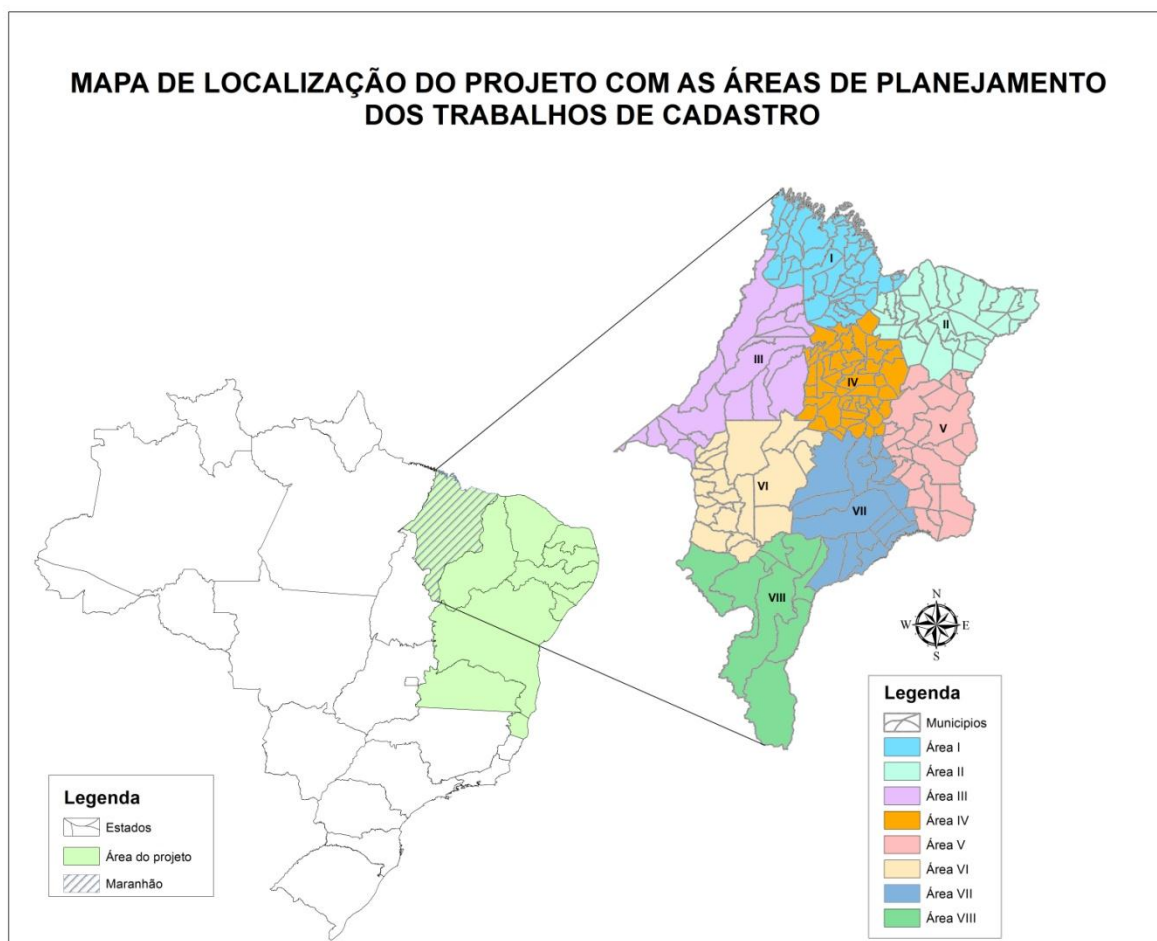 MAPA DE LOCALIZAÇÃO DO PROJETO COM AS ÁREAS DE PLANEJAMENTO
DOS TRABALHOS DE CADASTRO
I
II
III
IV
V
VI
VII
VIII
N
W E
S
Legenda
Estados
Área do projeto
Maranhão
Legenda
Municipios
Área I
Área II
Área III
Área IV
Área V
Área VI
Área VII
Área VIII